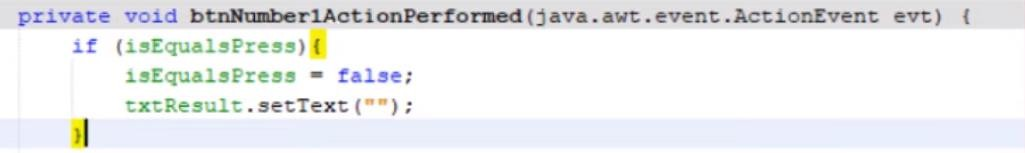 private void btnNumber1ActionPerformed(java.awt.event.ActionEvent evt) {
if (isEqualsPress){
isEqualsPress = false;
txtResult.setText("");
}